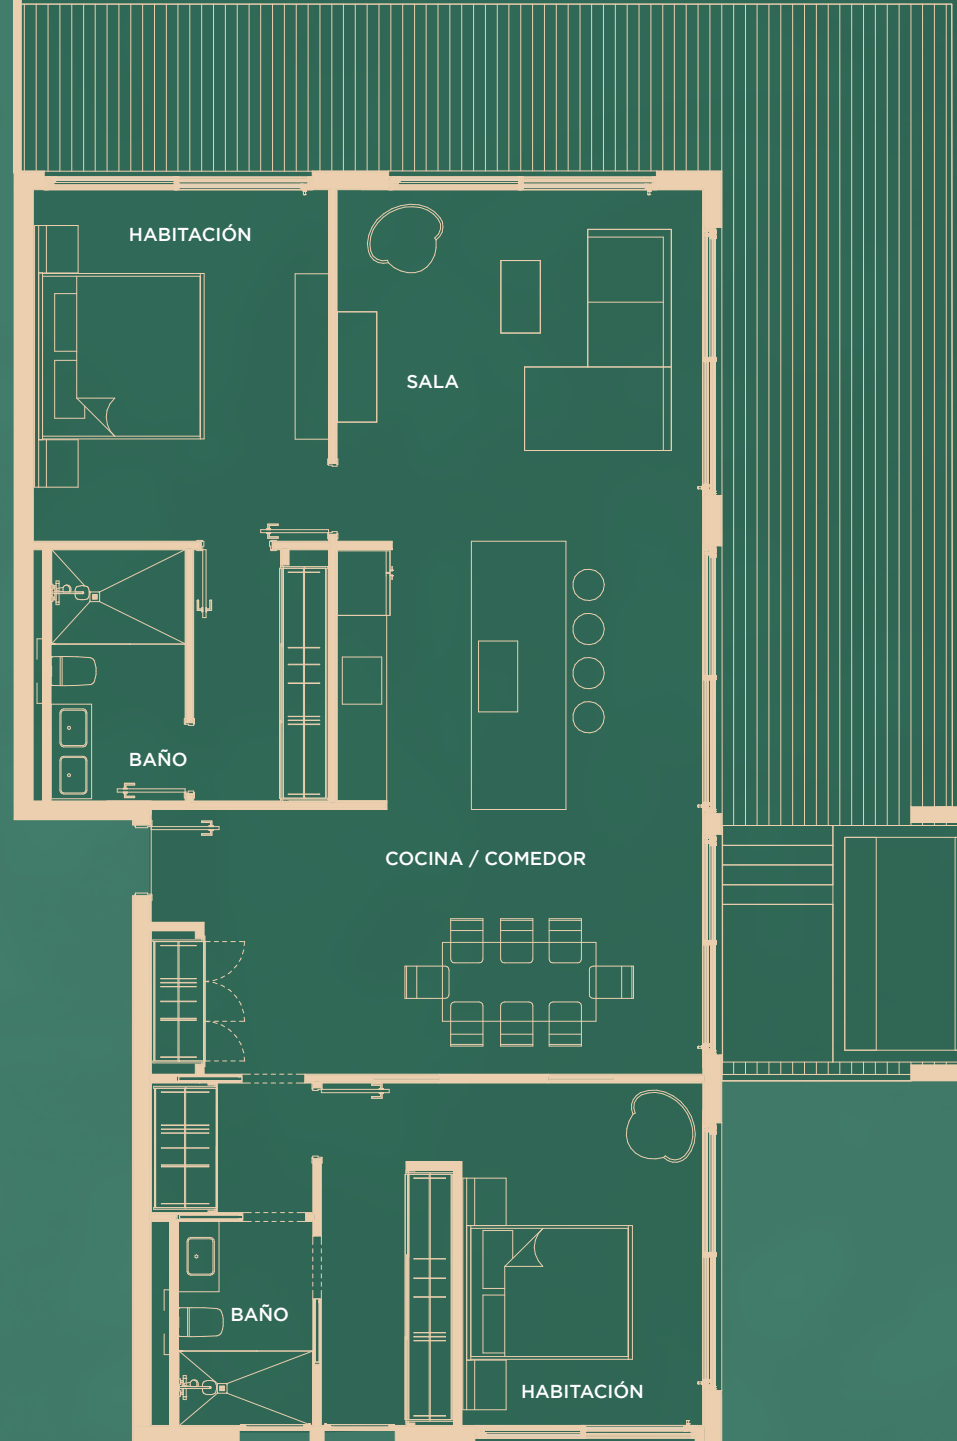 HABITACIÓN
SALA
BAÑO
COCINA / COMEDOR
BAÑO
HABITACIÓN